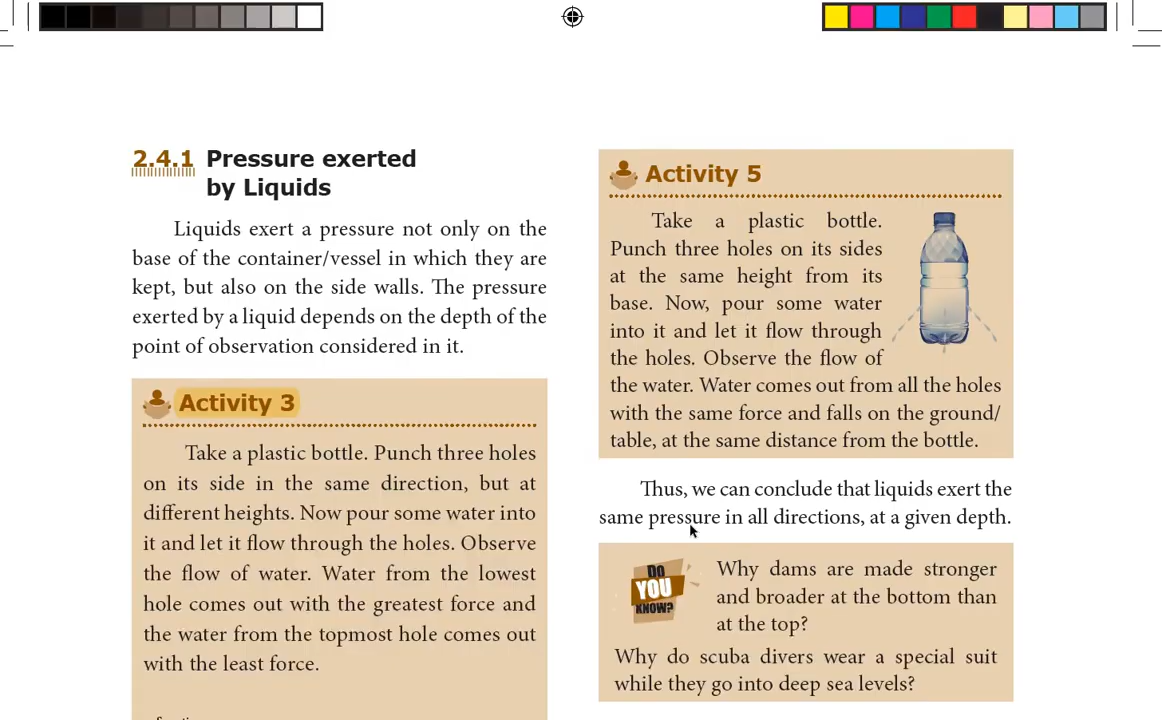 2.4.1 Pressure exerted
by Liquids
Liquids exert a pressure not only on the
base of the container/vessel in which they are
kept, but also on the side walls. The pressure
exerted by a liquid depends on the depth of the
point of observation considered in it.
Activity 3
Take a plastic bottle. Punch three holes
on its side in the same direction, but at
different heights. Now pour some water into
it and let it flow through the holes. Observe
the flow of water. Water from the lowest
hole comes out with the greatest force and
the water from the topmost hole comes out
with the least force.
Activity 5
Take a plastic bottle.
Punch three holes on its sides
at the same height from its
base. Now, pour some water
into it and let it flow through
the holes. Observe the flow of
the water. Water comes out from all the holes
with the same force and falls on the ground/
table, at the same distance from the bottle.
Thus, we can conclude that liquids exert the
same pressure in all directions, at a given depth.
DO
YOU
KNOW?
Why dams are made stronger
and broader at the bottom than
at the top?
Why do scuba divers wear a special suit
while they go into deep sea levels?